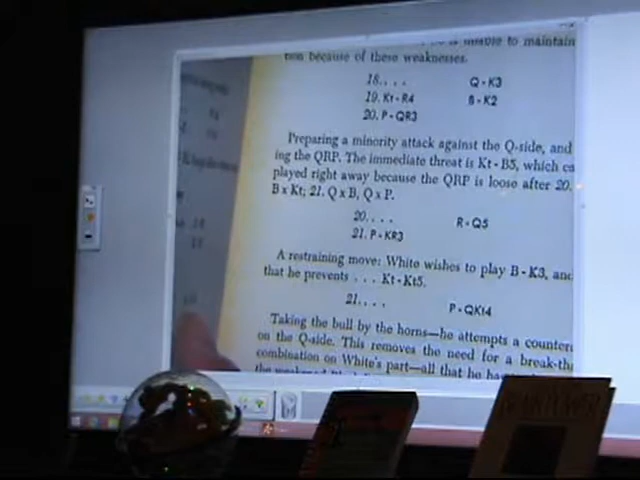 to maintain
tion because of these weaknesses.
18. . . . Q - K3
19. Kt - R4 B - K2
20. P - QR3
Preparing a minority attack against the Q-side, and
ing the QRP. The immediate threat is Kt - B5, which ca
played right away because the QRP is loose after 20.
B x Kt; 21. Q x B, Q x P.
20. . . . R - Q5
21. P - KR3
A restraining move: White wishes to play B - K3, and
that he prevents . . . Kt - Kt5.
21. . . . P - QKt4
Taking the bull by the horns—he attempts a counter
on the Q-side. This removes the need for a break-th
combination on White's part—all that he